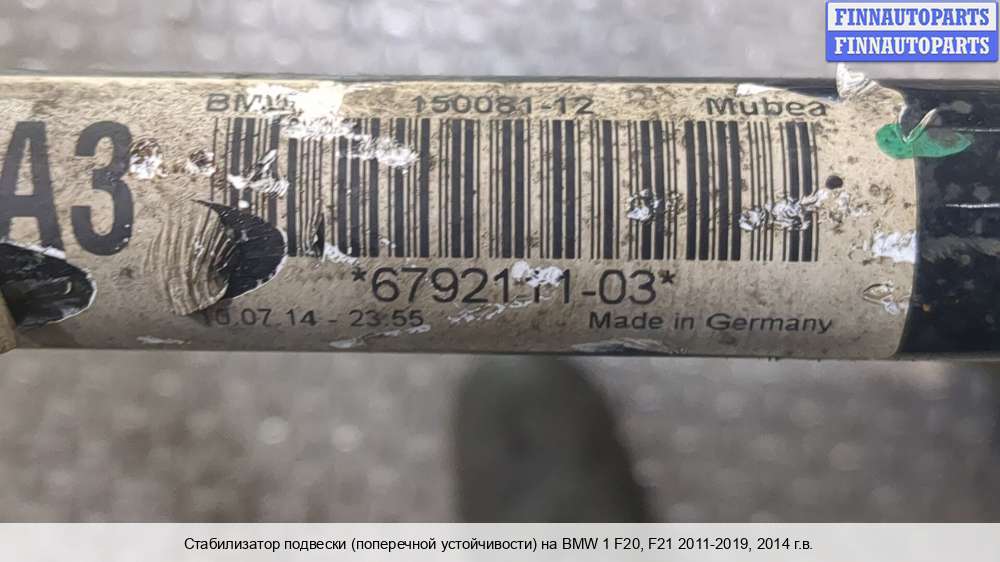 FINNAUTOPARTS
FINNAUTOPARTS
BMW 150081-12 Mubea
A3
*6792111-03*
.07.14 - 23:55 Made in Germany
Стабилизатор подвески (поперечной устойчивости) на BMW 1 F20, F21 2011-2019, 2014 г.в.